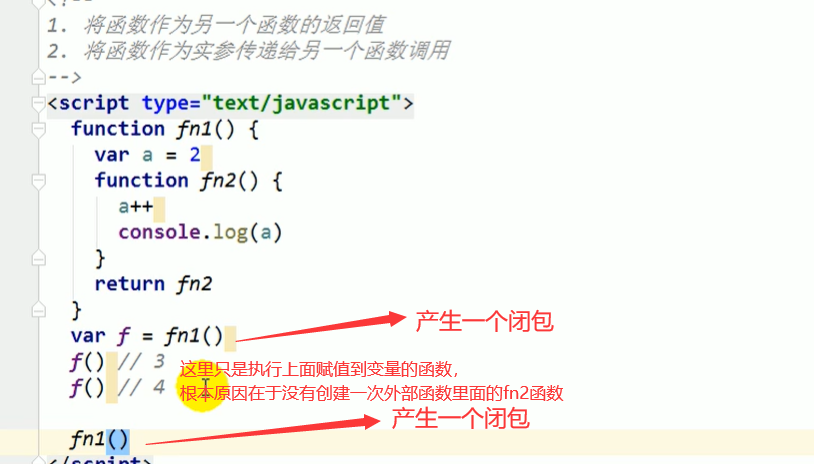 <!--
1. 将函数作为另一个函数的返回值
2. 将函数作为实参传递给另一个函数调用
-->
<script type="text/javascript">
function fn1() {
var a = 2
function fn2() {
a++
console.log(a)
}
return fn2
}
var f = fn1()
产生一个闭包
f() // 3
这里只是执行上面赋值到变量的函数，
f() // 4
根本原因在于没有创建一次外部函数里面的fn2函数
产生一个闭包
fn1()
</script>